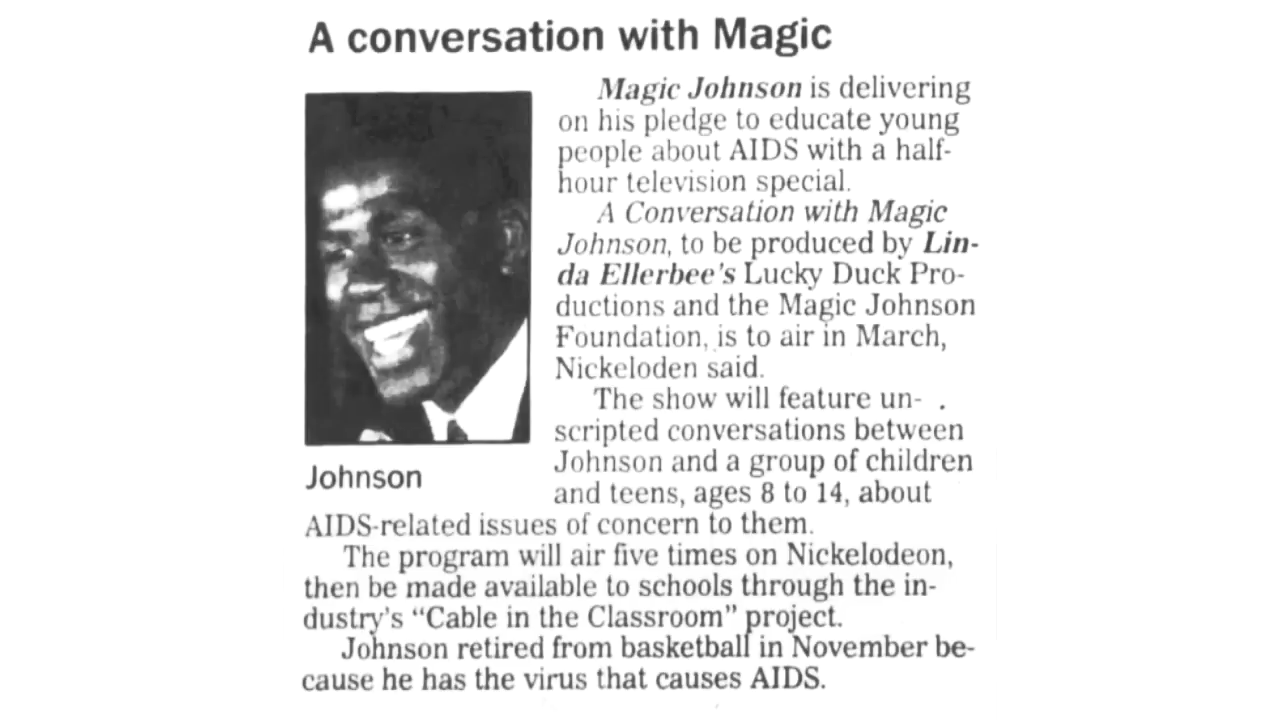 A conversation with Magic
Magic Johnson is delivering
on his pledge to educate young
people about AIDS with a half-
hour television special.
A Conversation with Magic
Johnson, to be produced by Lin-
da Ellerbee's Lucky Duck Pro-
ductions and the Magic Johnson
Foundation, is to air in March,
Nickeloden said.
The show will feature un-
scripted conversations between
Johnson and a group of children
and teens, ages 8 to 14, about
Johnson
AIDS-related issues of concern to them.
The program will air five times on Nickelodeon,
then be made available to schools through the in-
dustry's “Cable in the Classroom” project.
Johnson retired from basketball in November be-
cause he has the virus that causes AIDS.